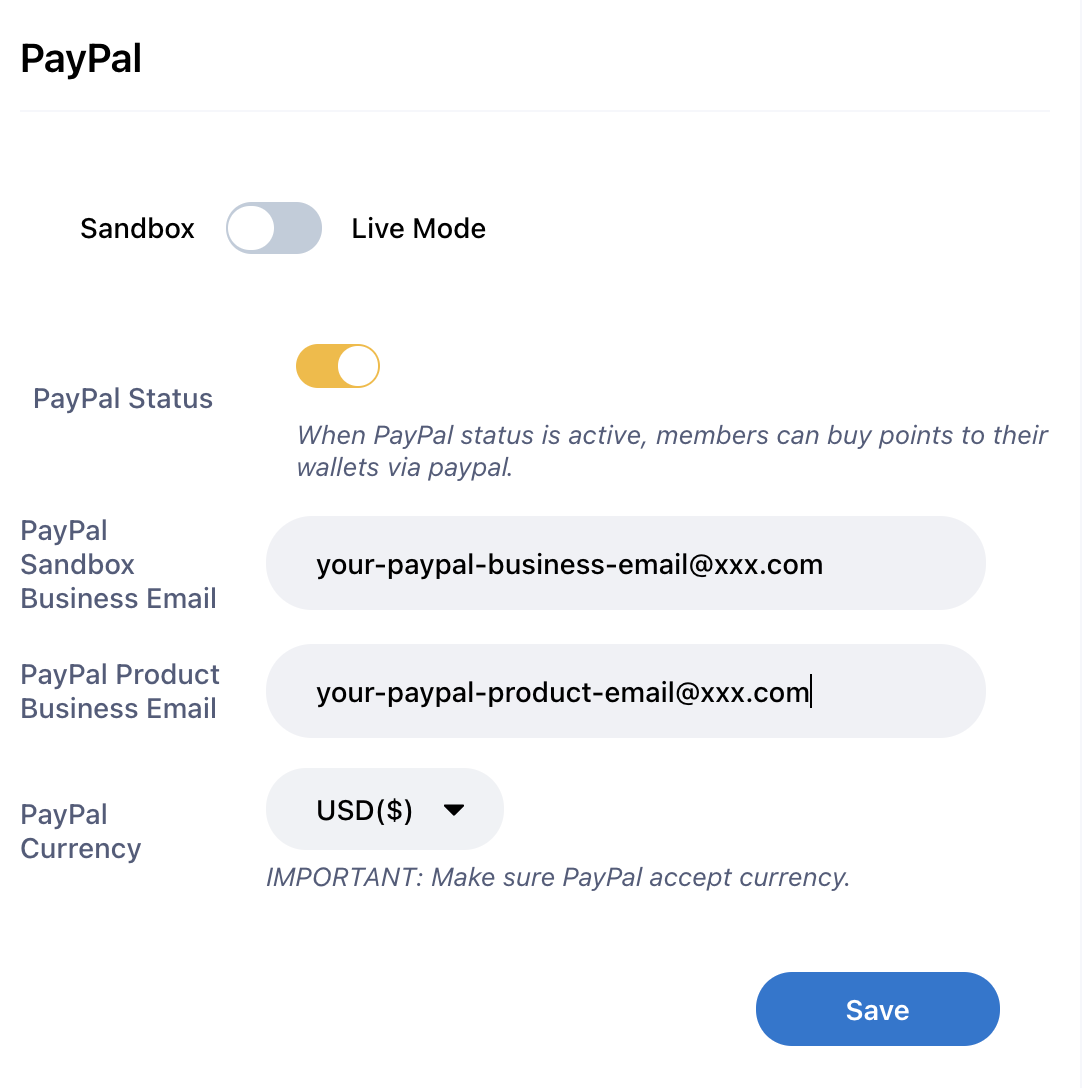 PayPal
Sandbox Live Mode
PayPal Status
When PayPal status is active, members can buy points to their
wallets via paypal.
PayPal
Sandbox
Business Email
your-paypal-business-email@xxx.com
PayPal Product
Business Email
your-paypal-product-email@xxx.com
PayPal
Currency
USD($)
IMPORTANT: Make sure PayPal accept currency.
Save